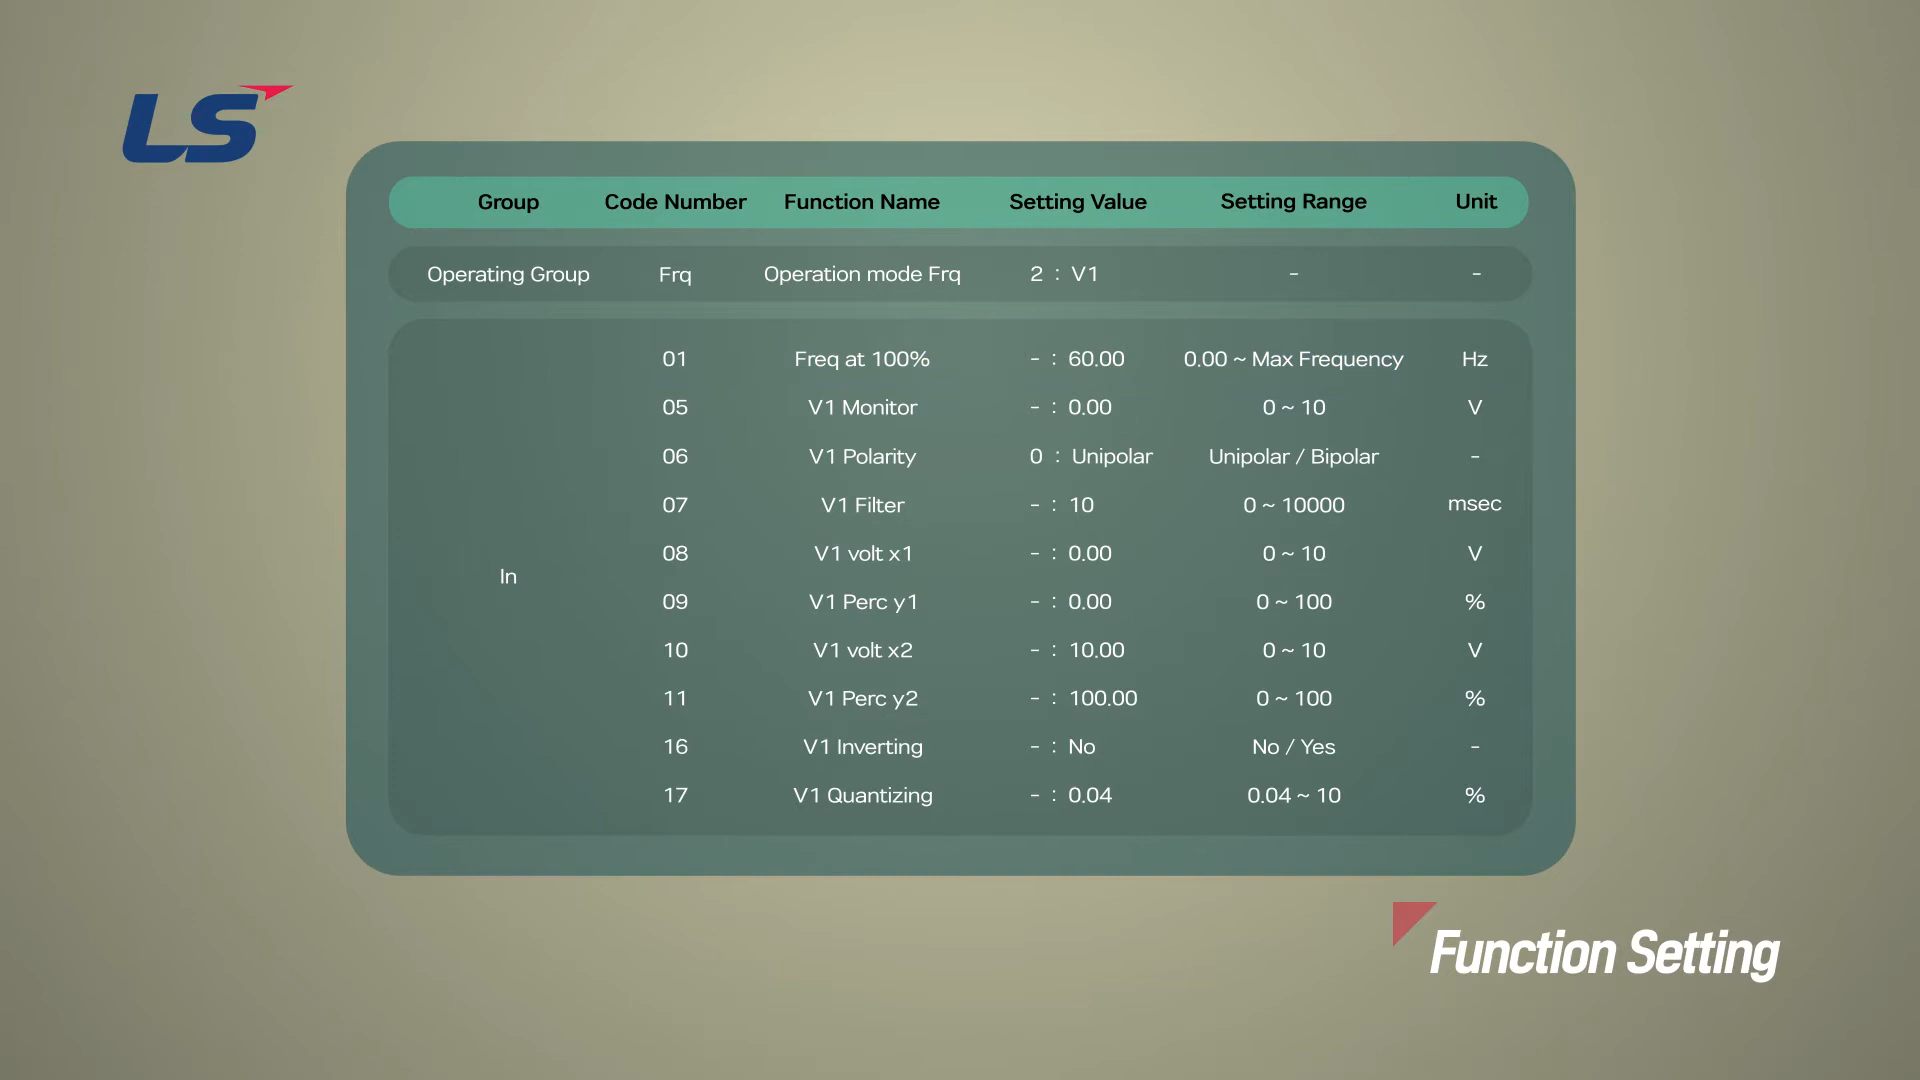 LS
Group Code Number Function Name Setting Value Setting Range Unit
Operating Group Frq Operation mode Frq 2 : V1 - -
01 Freq at 100% - : 60.00 0.00 ~ Max Frequency Hz
05 V1 Monitor - : 0.00 0 ~ 10 V
06 V1 Polarity 0 : Unipolar Unipolar / Bipolar -
07 V1 Filter - : 10 0 ~ 10000 msec
08 V1 volt x1 - : 0.00 0 ~ 10 V
In
09 V1 Perc y1 - : 0.00 0 ~ 100 %
10 V1 volt x2 - : 10.00 0 ~ 10 V
11 V1 Perc y2 - : 100.00 0 ~ 100 %
16 V1 Inverting - : No No / Yes -
17 V1 Quantizing - : 0.04 0.04 ~ 10 %
Function Setting